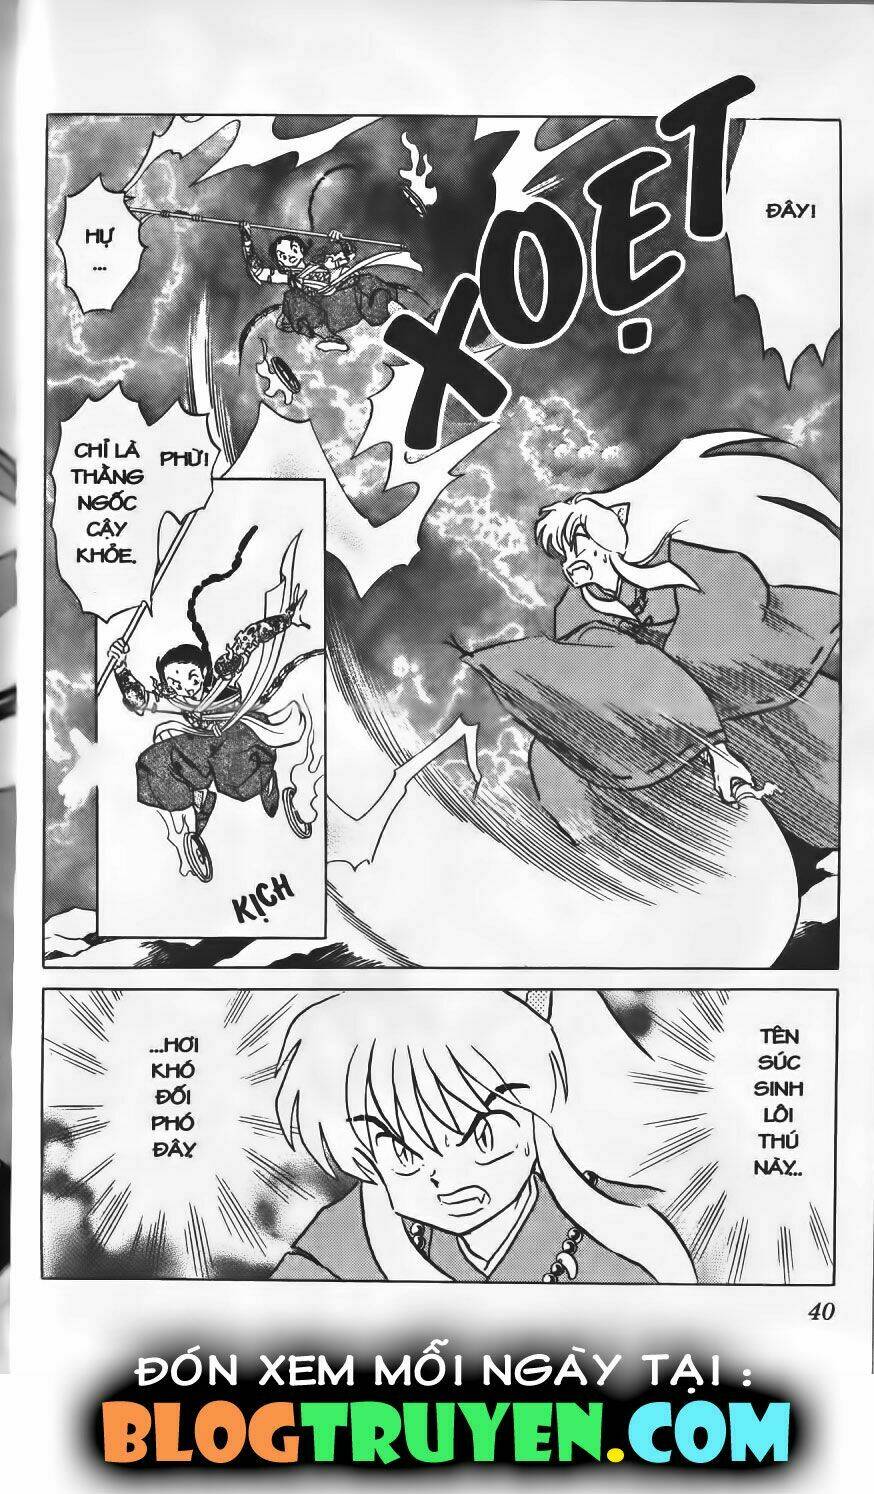 ĐÂY!
XOẸT
HỰ
...
PHÙ!
CHỈ LÀ
THẰNG
NGỐC
CẬY
KHỎE.
KỊCH
TÊN
SÚC
SINH
LÔI
THÚ
NÀY...
...HƠI
KHÓ
ĐỐI
PHÓ
ĐÂY.
40
ĐÓN XEM MỖI NGÀY TẠI :
BLOGTRUYEN.COM